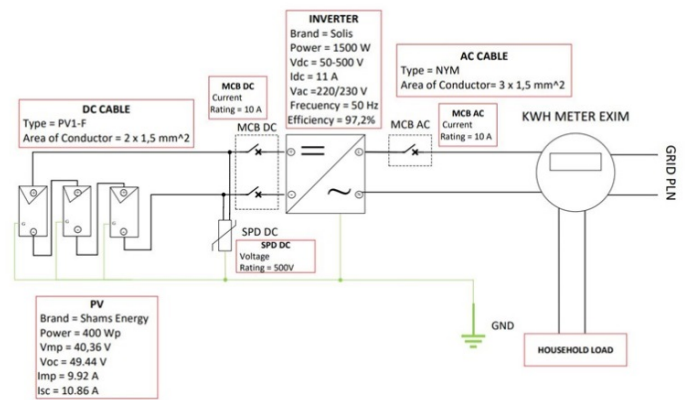 INVERTER
Brand = Solis
Power = 1500 W
Vdc = 50-500 V
Idc = 11 A
Vac =220/230 V
Frecuency = 50 Hz
Efficiency = 97,2%
AC CABLE
Type = NYM
Area of Conductor= 3 x 1,5 mm^2
MCB DC
Current
Rating = 10 A
DC CABLE
Type = PV1-F
Area of Conductor = 2 x 1,5 mm^2
MCB DC
MCB AC
MCB AC
Current
Rating = 10 A
KWH METER EXIM
GRID PLN
SPD DC
SPD DC
Voltage
Rating = 500V
PV
Brand = Shams Energy
Power = 400 Wp
Vmp = 40,36 V
Voc = 49.44 V
Imp = 9.92 A
Isc = 10.86 A
GND
HOUSEHOLD LOAD